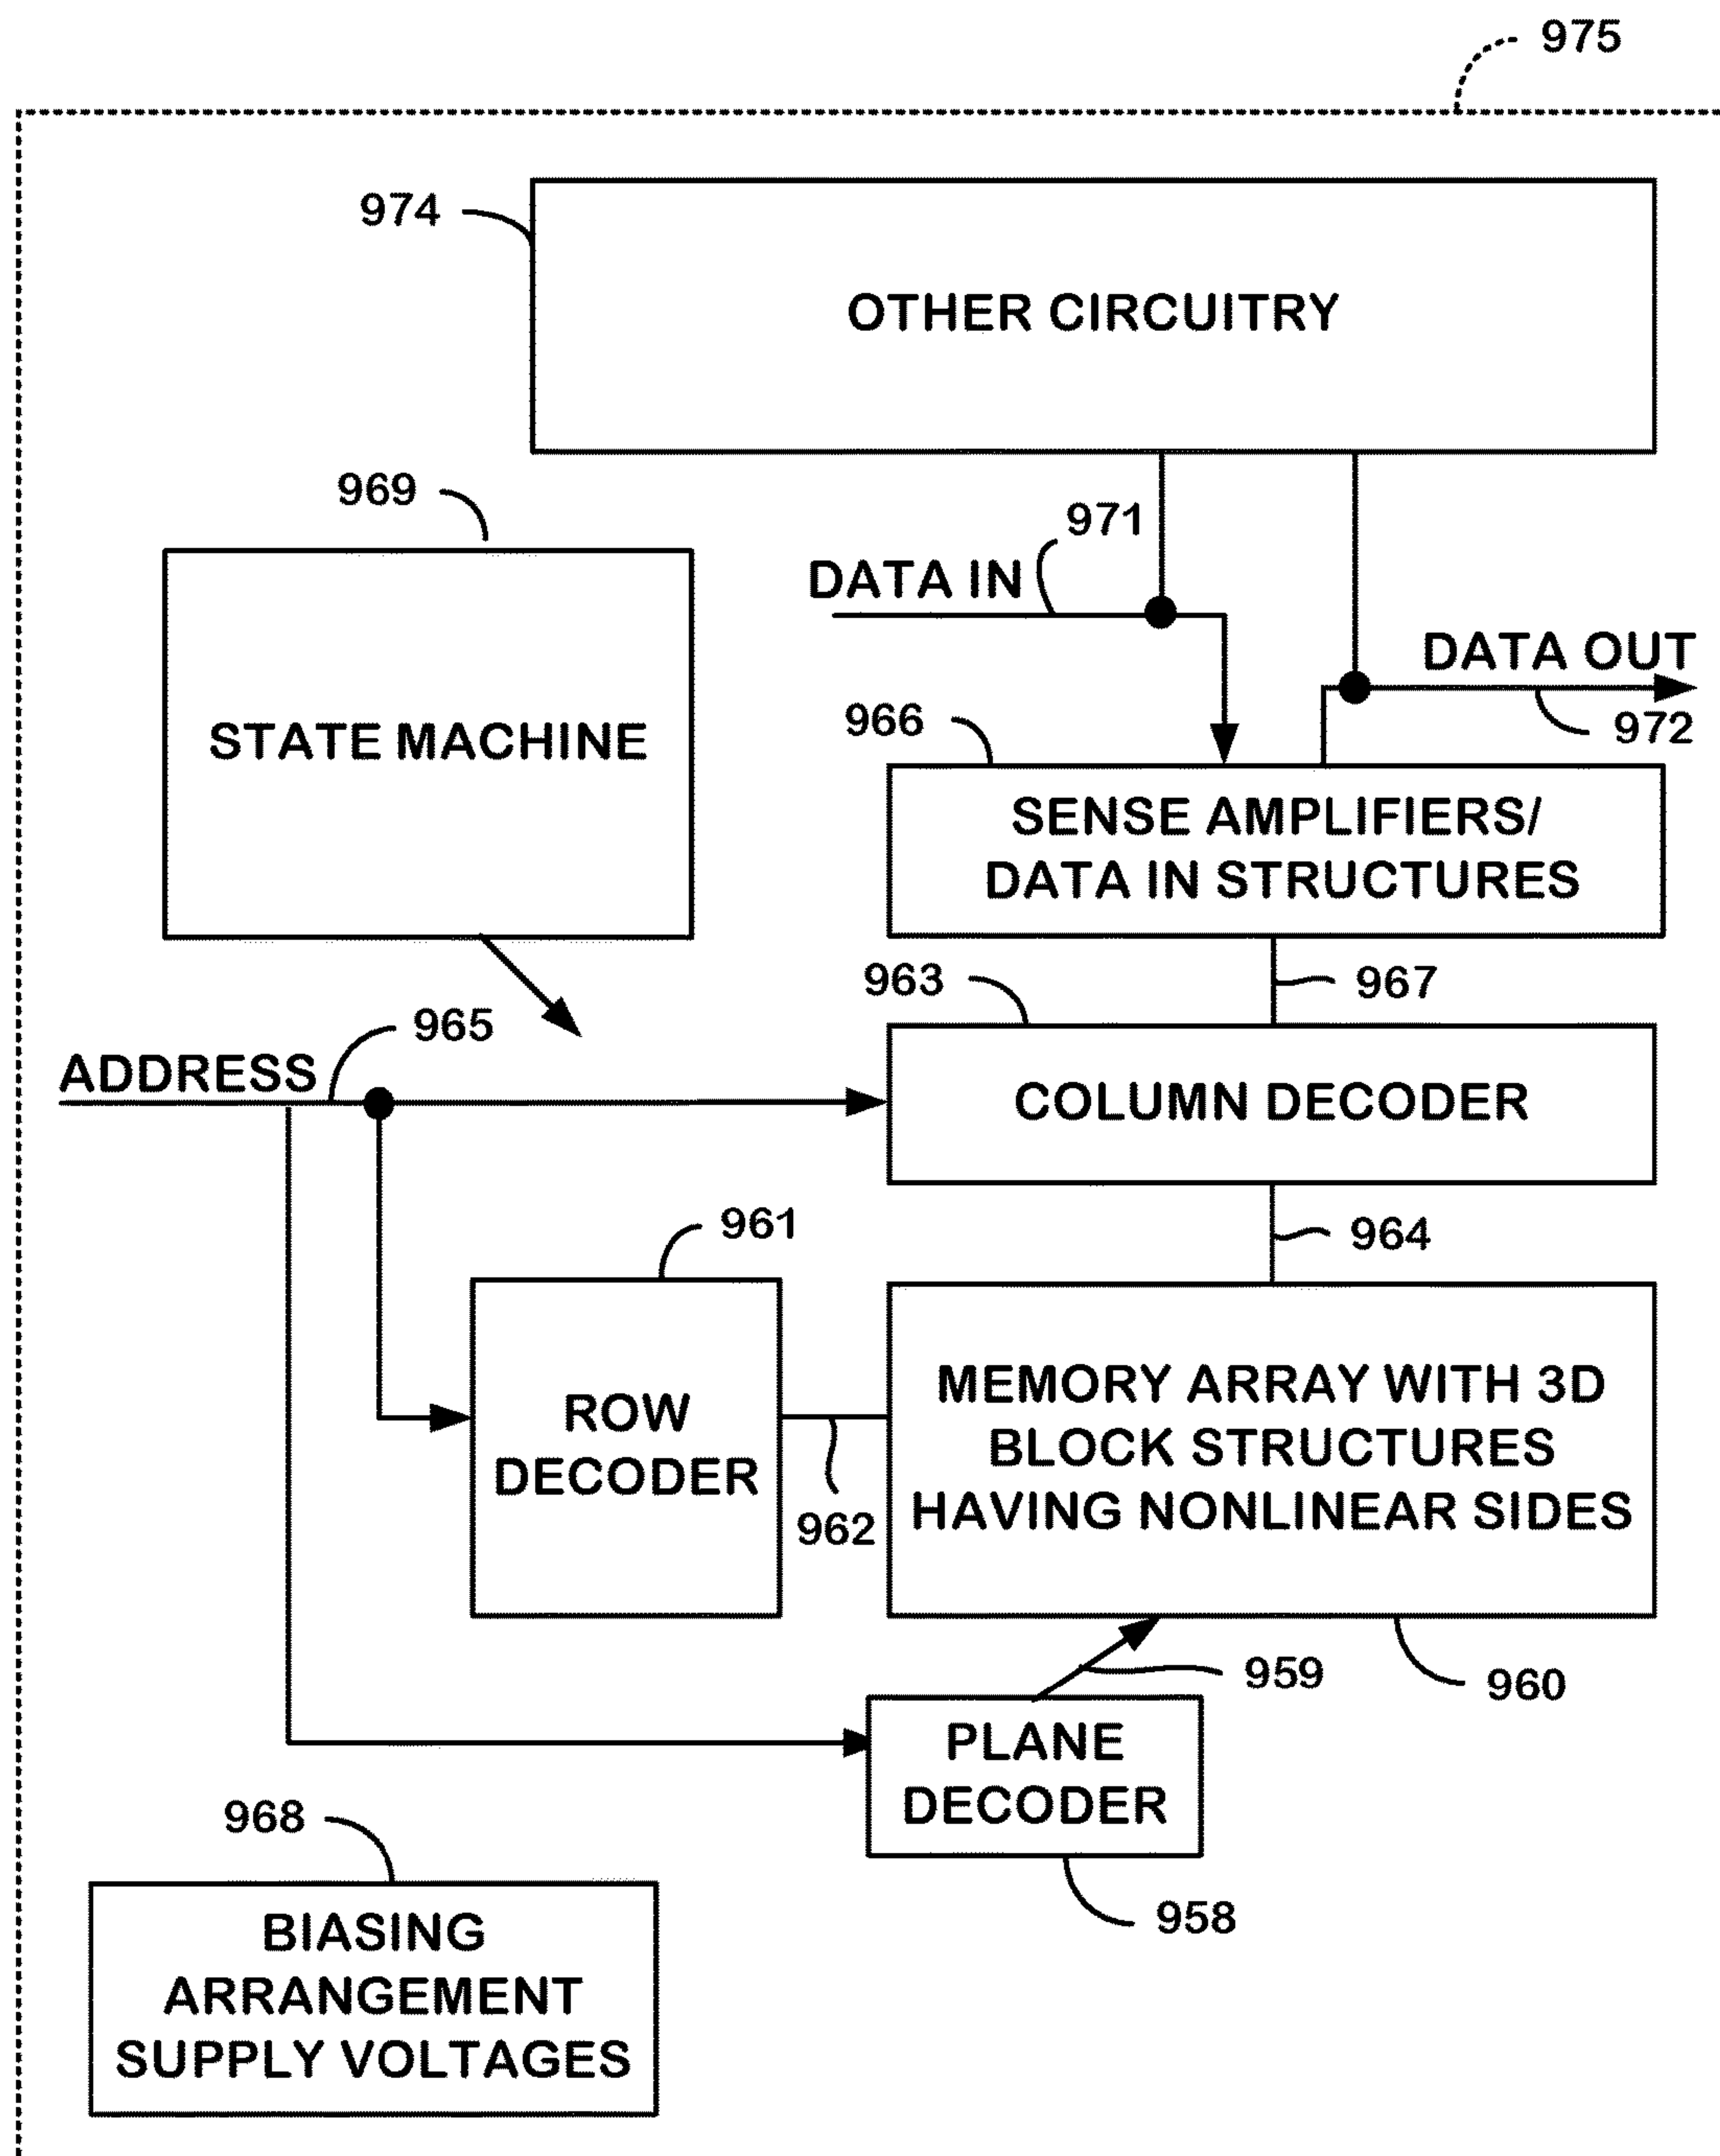 975
974
OTHER CIRCUITRY
969
971
DATA IN
DATA OUT
972
STATE MACHINE
966
SENSE AMPLIFIERS/
DATA IN STRUCTURES
967
963
965
ADDRESS
COLUMN DECODER
964
961
ROW
DECODER
962
MEMORY ARRAY WITH 3D
BLOCK STRUCTURES
HAVING NONLINEAR SIDES
959
960
PLANE
DECODER
958
968
BIASING
ARRANGEMENT
SUPPLY VOLTAGES